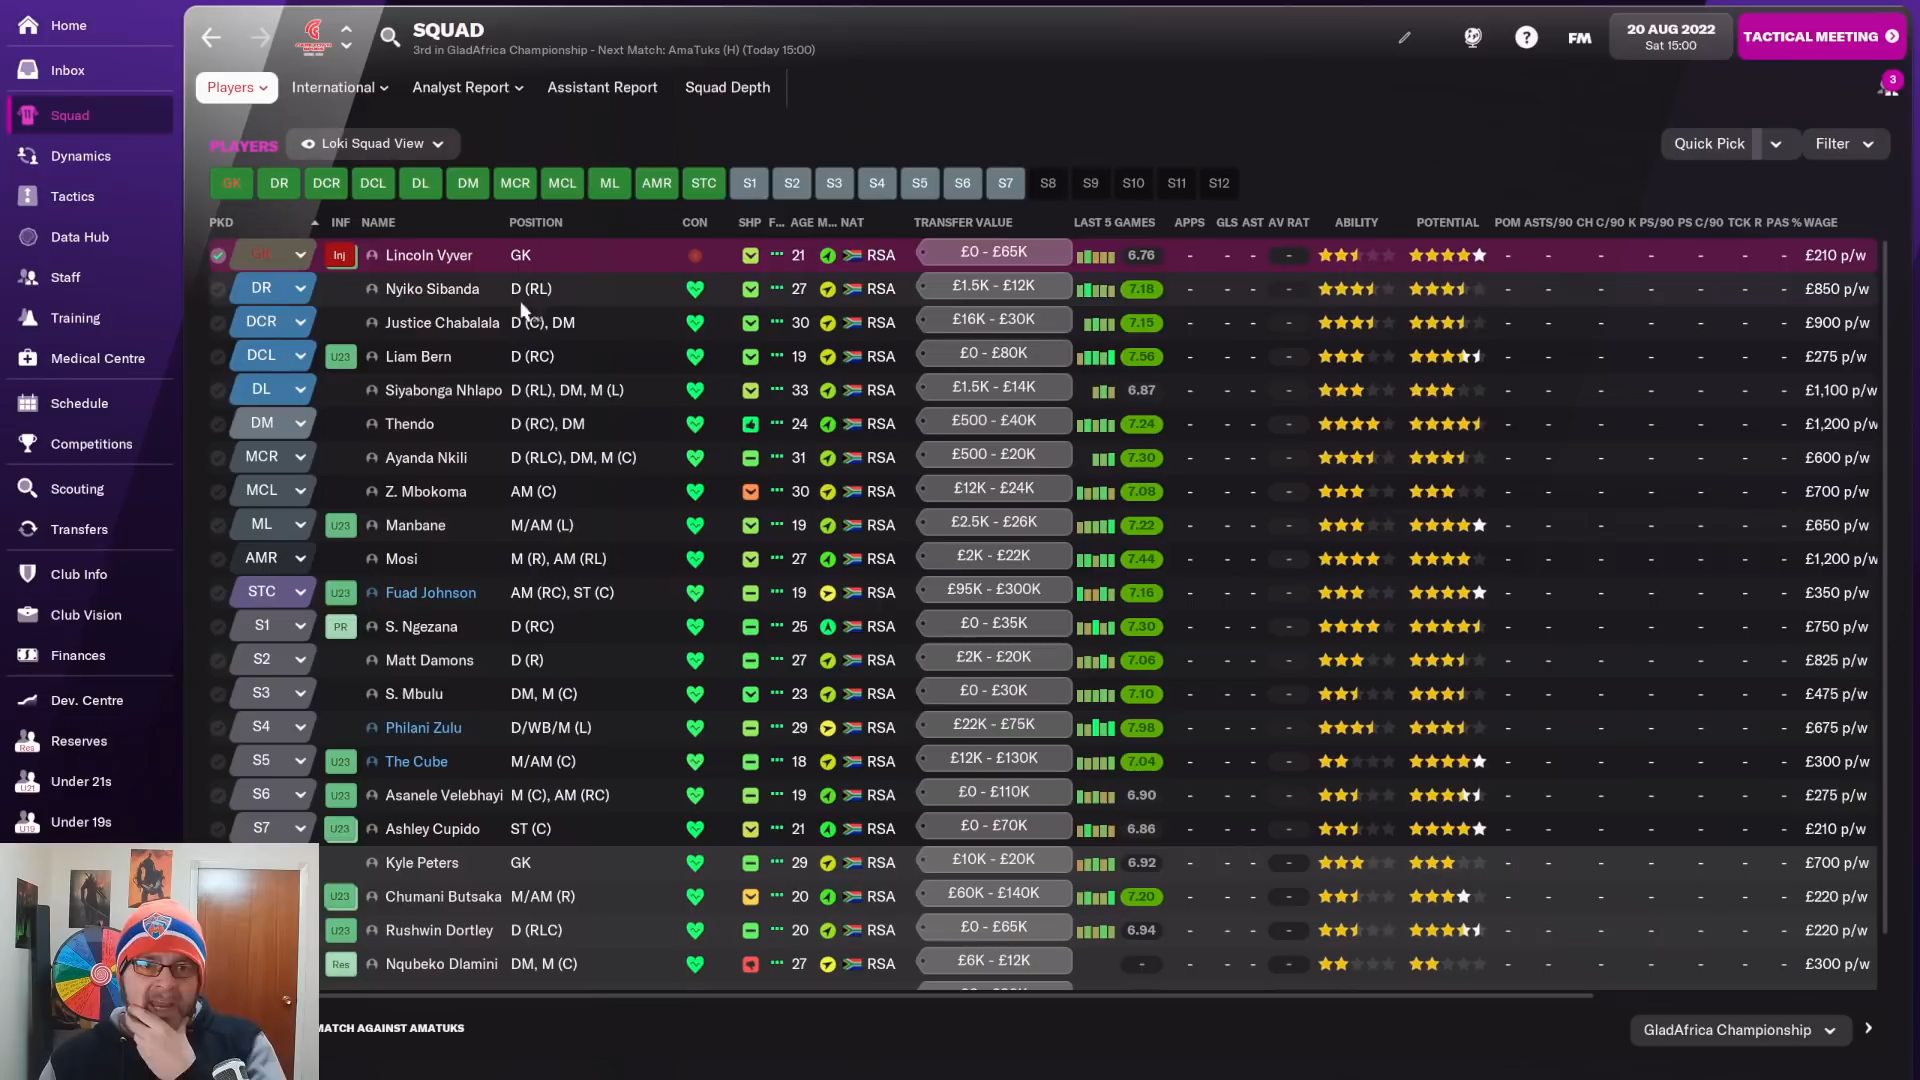 Home
Inbox
Squad
Dynamics
Tactics
Data Hub
Staff
Training
Medical Centre
Schedule
Competitions
Scouting
Transfers
Club Info
Club Vision
Finances
Dev. Centre
Res Reserves
U21 Under 21s
U19 Under 19s
SQUAD
3rd in GladAfrica Championship - Next Match: AmaTuks (H) (Today 15:00)
FM
20 AUG 2022
Sat 15:00
TACTICAL MEETING
3
Players International Analyst Report Assistant Report Squad Depth
PLAYERS Loki Squad View Quick Pick Filter
GK DR DCR DCL DL DM MCR MCL ML AMR STC S1 S2 S3 S4 S5 S6 S7 S8 S9 S10 S11 S12
PKD INF NAME POSITION CON SHP F... AGE M... NAT TRANSFER VALUE LAST 5 GAMES APPS GLS AST AV RAT ABILITY POTENTIAL POM ASTS/90 CH C/90 K PS/90 PS C/90 TCK R PAS % WAGE
GK Inj Lincoln Vyver GK 21 RSA £0 - £65K 6.76 - - - - - - - - - - - £210 p/w
DR Nyiko Sibanda D (RL) 27 RSA £1.5K - £12K 7.18 - - - - - - - - - - - £850 p/w
DCR Justice Chabalala D (C), DM 30 RSA £16K - £30K 7.15 - - - - - - - - - - - £900 p/w
DCL U23 Liam Bern D (RC) 19 RSA £0 - £80K 7.56 - - - - - - - - - - - £275 p/w
DL Siyabonga Nhlapo D (RL), DM, M (L) 33 RSA £1.5K - £14K 6.87 - - - - - - - - - - - £1,100 p/w
DM Thendo D (RC), DM 24 RSA £500 - £40K 7.24 - - - - - - - - - - - £1,200 p/w
MCR Ayanda Nkili D (RLC), DM, M (C) 31 RSA £500 - £20K 7.30 - - - - - - - - - - - £600 p/w
MCL Z. Mbokoma AM (C) 30 RSA £12K - £24K 7.08 - - - - - - - - - - - £700 p/w
ML U23 Manbane M/AM (L) 19 RSA £2.5K - £26K 7.22 - - - - - - - - - - - £650 p/w
AMR Mosi M (R), AM (RL) 27 RSA £2K - £22K 7.44 - - - - - - - - - - - £1,200 p/w
STC U23 Fuad Johnson AM (RC), ST (C) 19 RSA £95K - £300K 7.16 - - - - - - - - - - - £350 p/w
S1 PR S. Ngezana D (RC) 25 RSA £0 - £35K 7.30 - - - - - - - - - - - £750 p/w
S2 Matt Damons D (R) 27 RSA £2K - £20K 7.06 - - - - - - - - - - - £825 p/w
S3 S. Mbulu DM, M (C) 23 RSA £0 - £30K 7.10 - - - - - - - - - - - £475 p/w
S4 Philani Zulu D/WB/M (L) 29 RSA £22K - £75K 7.98 - - - - - - - - - - - £675 p/w
S5 U23 The Cube M/AM (C) 18 RSA £12K - £130K 7.04 - - - - - - - - - - - £300 p/w
S6 U23 Asanele Velebhayi M (C), AM (RC) 19 RSA £0 - £110K 6.90 - - - - - - - - - - - £275 p/w
S7 U23 Ashley Cupido ST (C) 21 RSA £0 - £70K 6.86 - - - - - - - - - - - £210 p/w
Kyle Peters GK 29 RSA £10K - £20K 6.92 - - - - - - - - - - - £700 p/w
U23 Chumani Butsaka M/AM (R) 20 RSA £60K - £140K 7.20 - - - - - - - - - - - £220 p/w
U23 Rushwin Dortley D (RLC) 20 RSA £0 - £65K 6.94 - - - - - - - - - - - £220 p/w
Res Nqubeko Dlamini DM, M (C) 27 RSA £6K - £12K - - - - - - - - - - - - £300 p/w
MATCH AGAINST AMATUKS
GladAfrica Championship